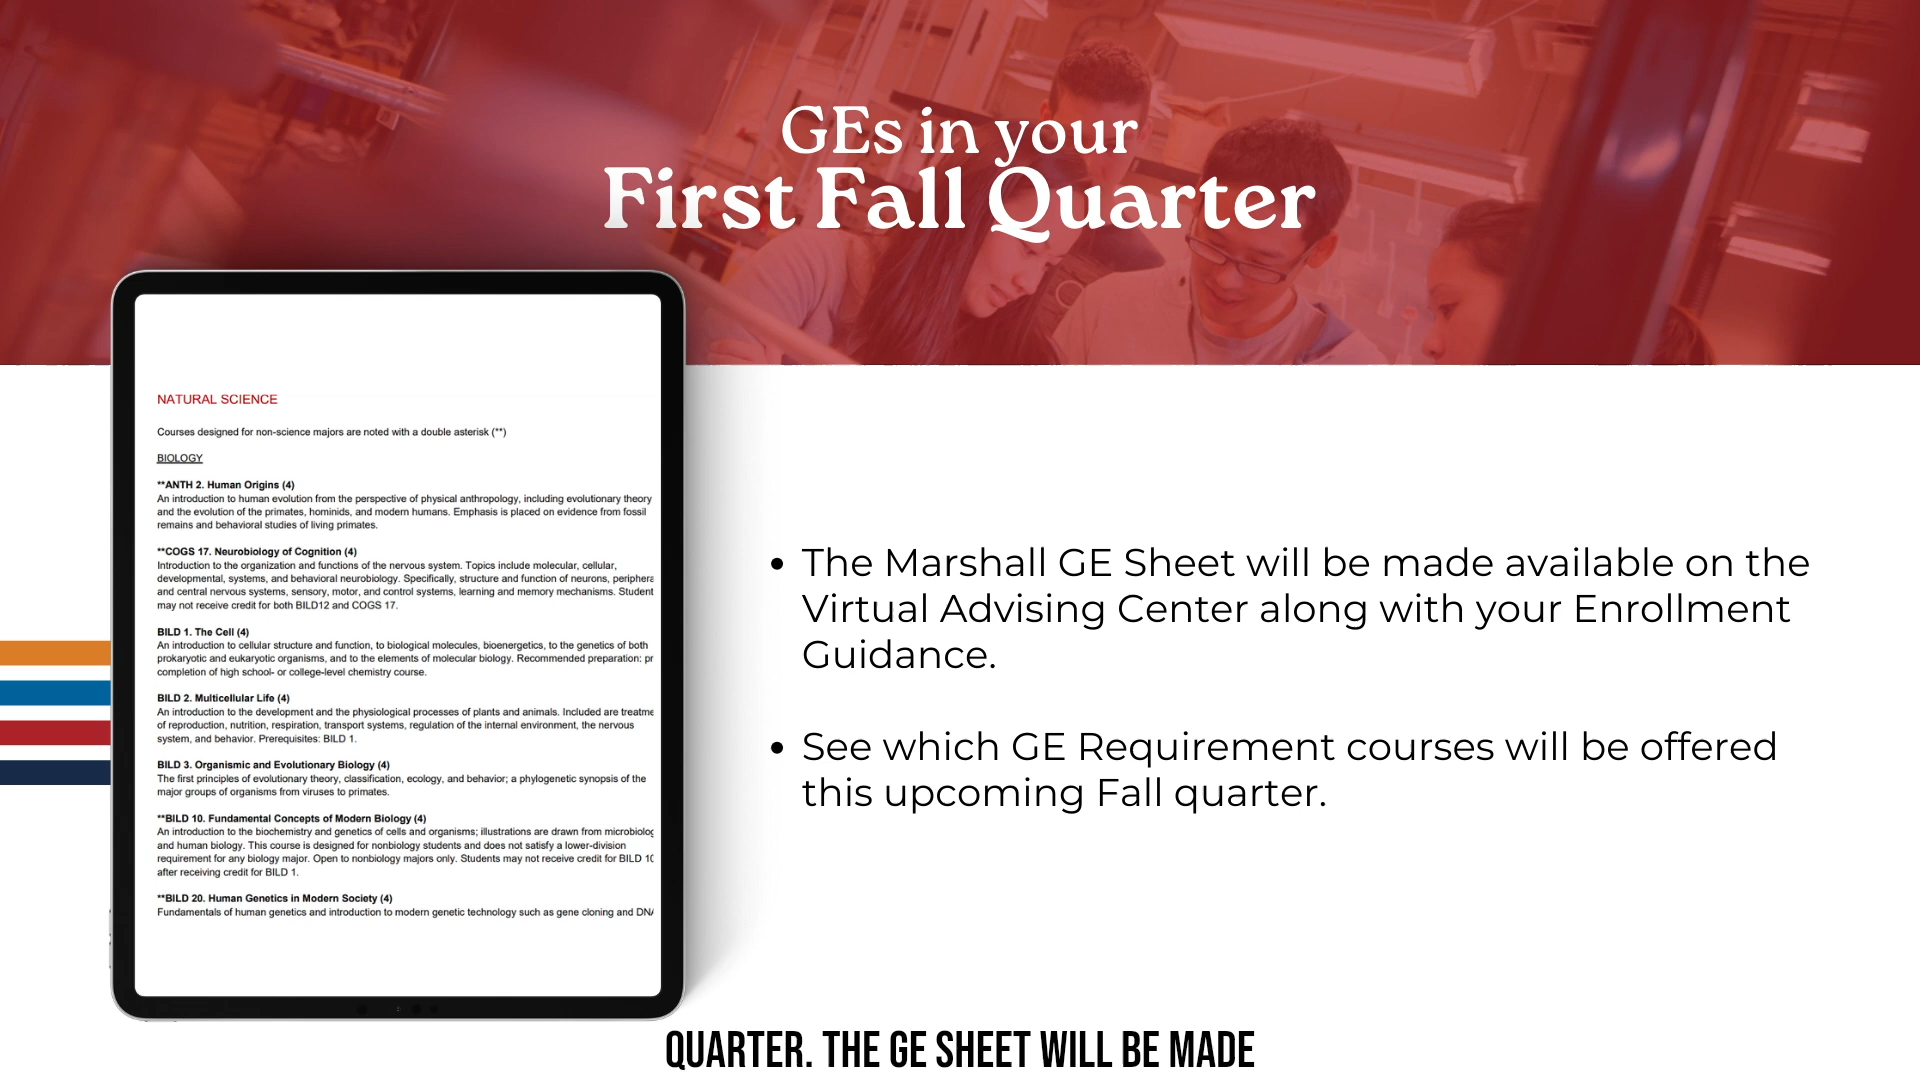 GEs in your
First Fall Quarter
NATURAL SCIENCE
Courses designed for non-science majors are noted with a double asterisk (**)
BIOLOGY
**ANTH 2. Human Origins (4)
An introduction to human evolution from the perspective of physical anthropology, including evolutionary theory
and the evolution of the primates, hominids, and modern humans. Emphasis is placed on evidence from fossil
remains and behavioral studies of living primates.
**COGS 17. Neurobiology of Cognition (4)
Introduction to the organization and functions of the nervous system. Topics include molecular, cellular,
developmental, systems, and behavioral neurobiology. Specifically, structure and function of neurons, periphera
and central nervous systems, sensory, motor, and control systems, learning and memory mechanisms. Student
may not receive credit for both BILD12 and COGS 17.
BILD 1. The Cell (4)
An introduction to cellular structure and function, to biological molecules, bioenergetics, to the genetics of both
prokaryotic and eukaryotic organisms, and to the elements of molecular biology. Recommended preparation: pr
completion of high school- or college-level chemistry course.
BILD 2. Multicellular Life (4)
An introduction to the development and the physiological processes of plants and animals. Included are treatme
of reproduction, nutrition, respiration, transport systems, regulation of the internal environment, the nervous
system, and behavior. Prerequisites: BILD 1.
BILD 3. Organismic and Evolutionary Biology (4)
The first principles of evolutionary theory, classification, ecology, and behavior; a phylogenetic synopsis of the
major groups of organisms from viruses to primates.
**BILD 10. Fundamental Concepts of Modern Biology (4)
An introduction to the biochemistry and genetics of cells and organisms; illustrations are drawn from microbiolog
and human biology. This course is designed for nonbiology students and does not satisfy a lower-division
requirement for any biology major. Open to nonbiology majors only. Students may not receive credit for BILD 10
after receiving credit for BILD 1.
**BILD 20. Human Genetics in Modern Society (4)
Fundamentals of human genetics and introduction to modern genetic technology such as gene cloning and DNA
• The Marshall GE Sheet will be made available on the
Virtual Advising Center along with your Enrollment
Guidance.
• See which GE Requirement courses will be offered
this upcoming Fall quarter.
QUARTER. THE GE SHEET WILL BE MADE